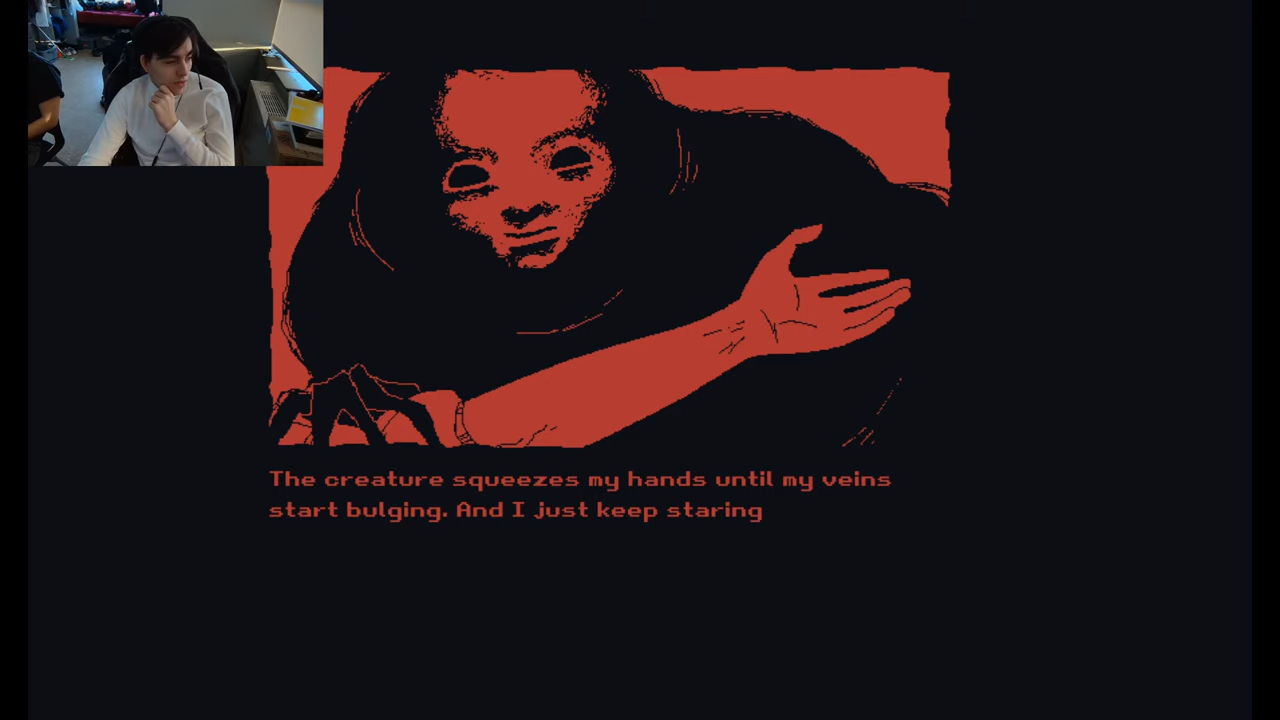 The creature squeezes my hands until my veins
start bulging. And I just keep staring